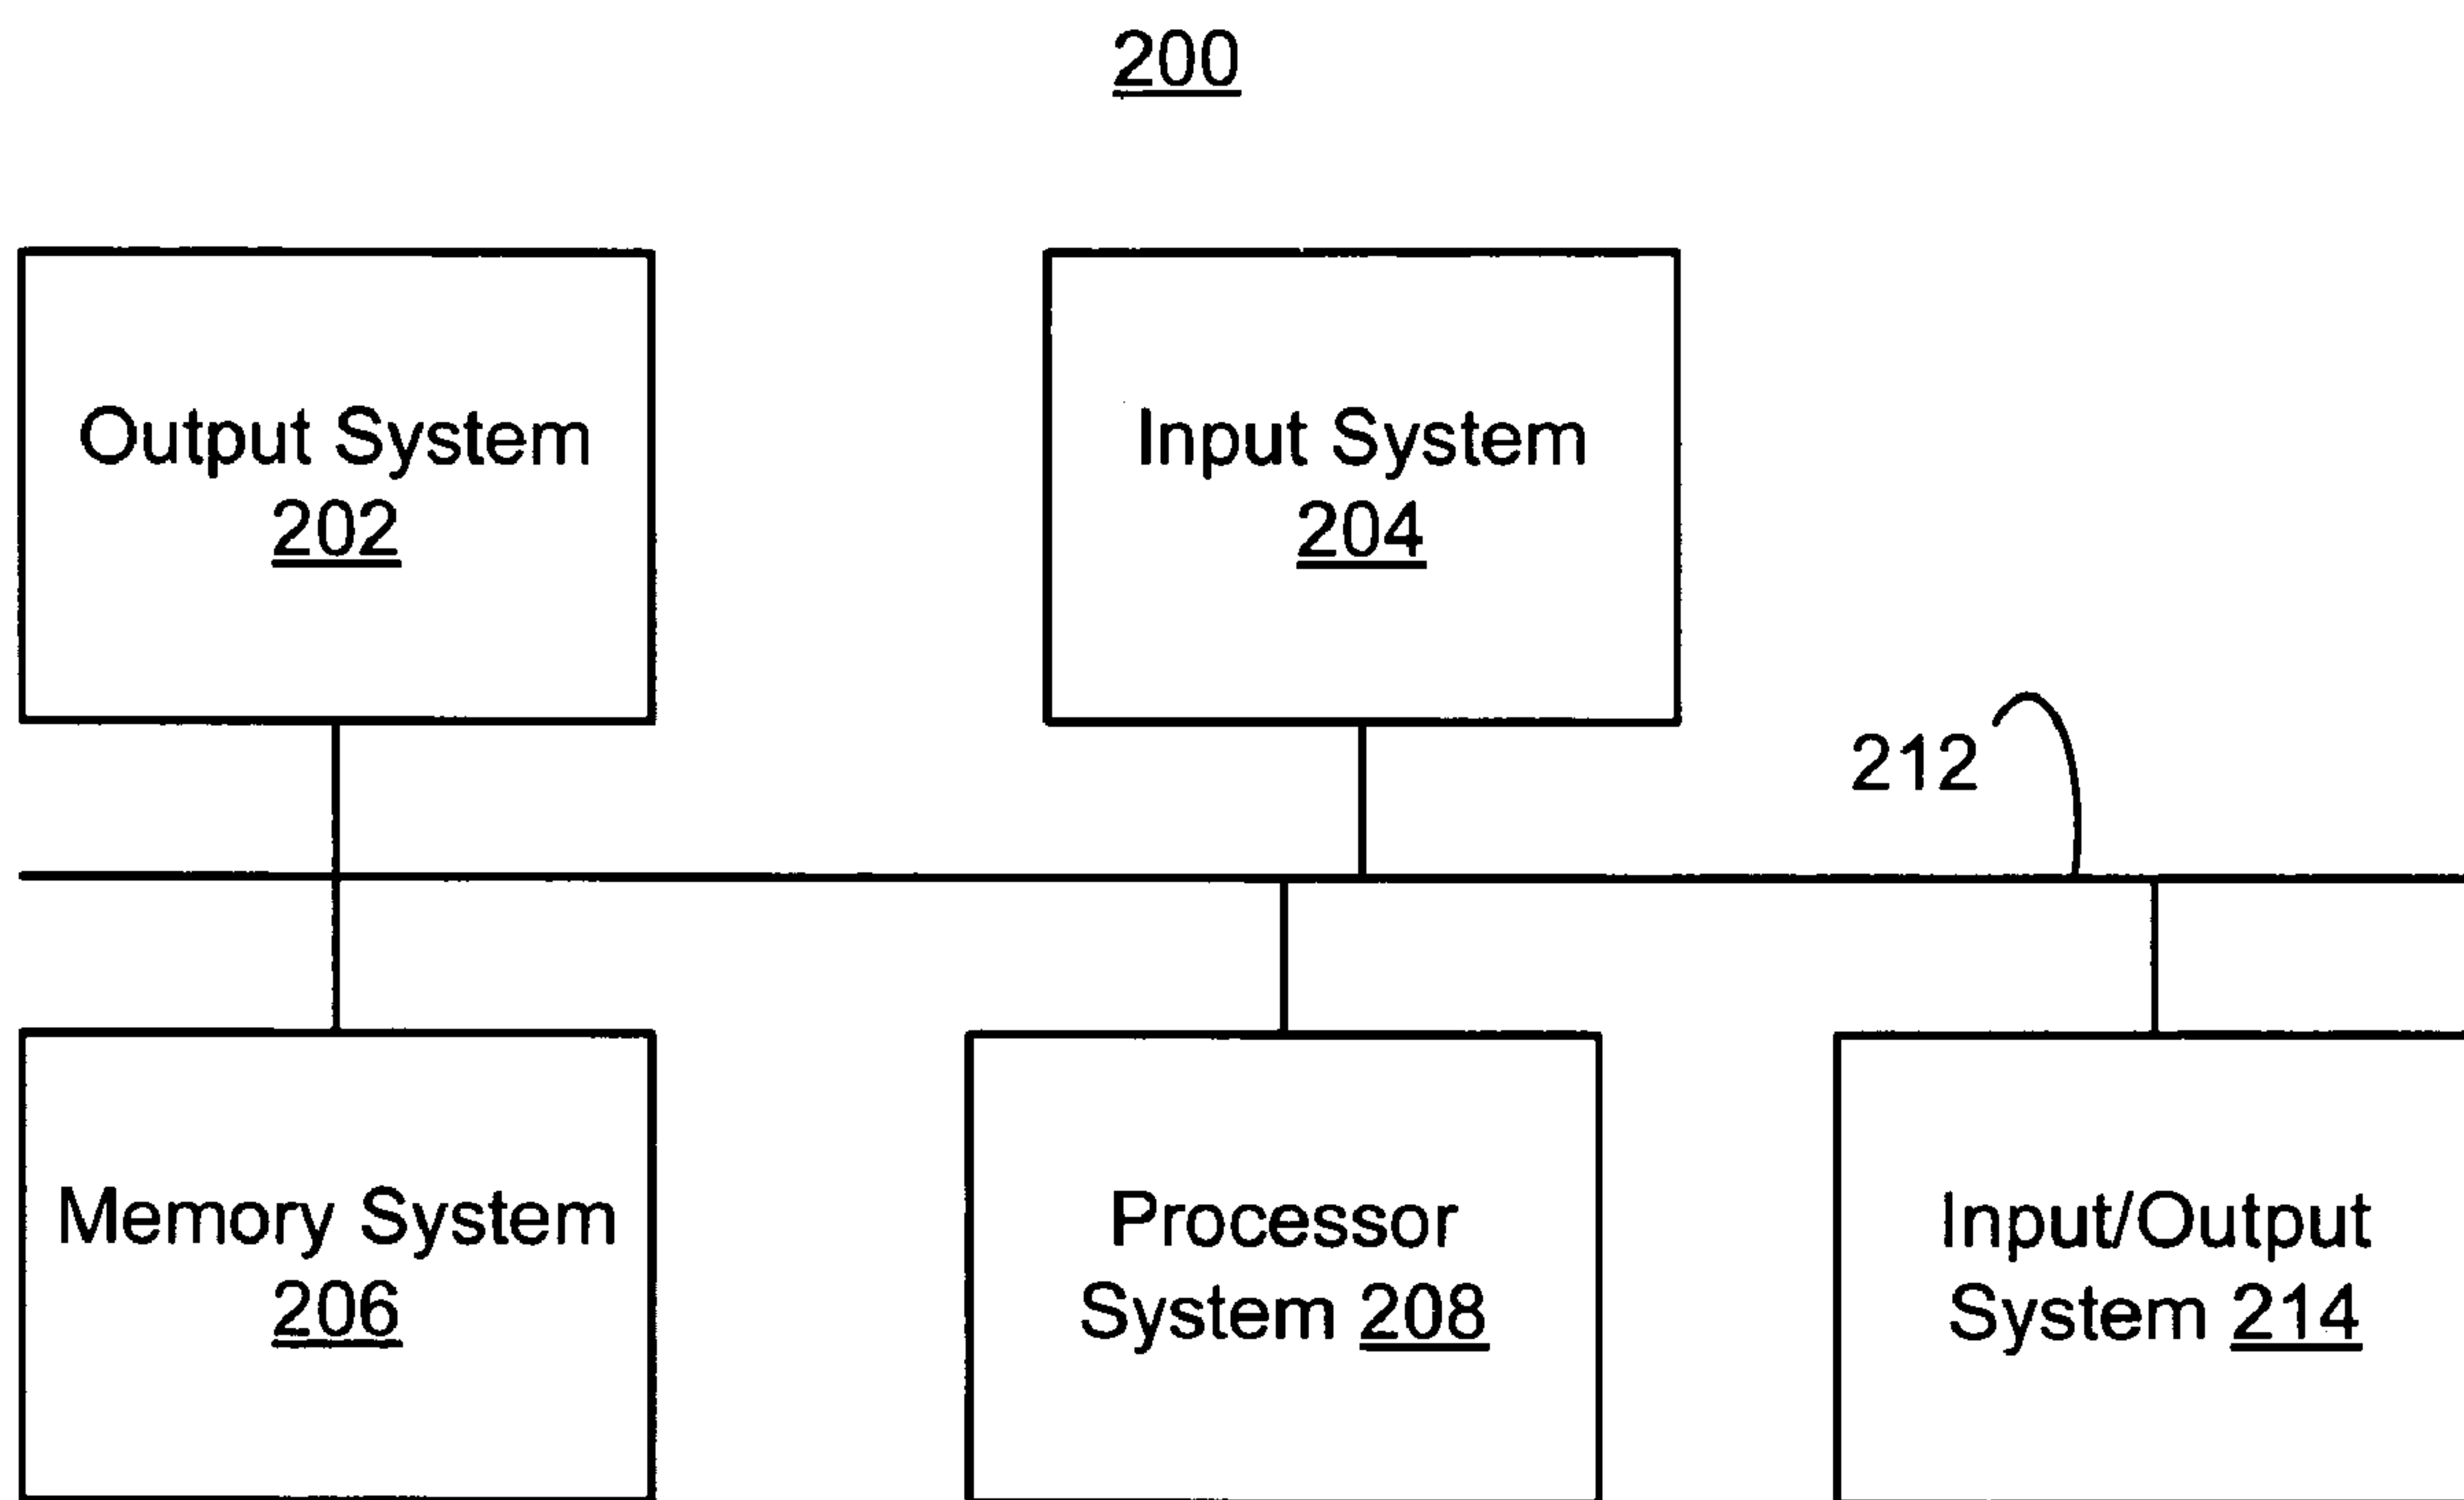 200
Output System
202
Input System
204
212
Memory System
206
Processor
System 208
Input/Output
System 214